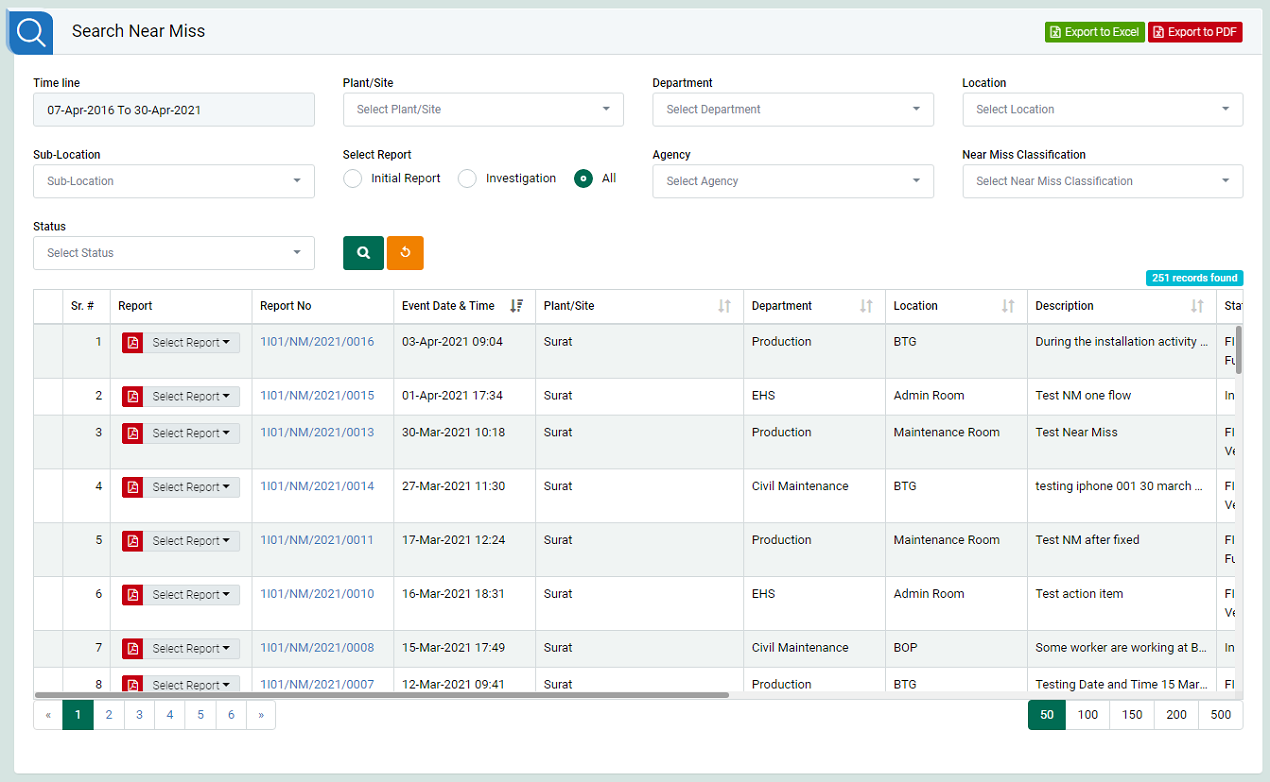 Search Near Miss
Export to Excel
Export to PDF
Time line
Plant/Site
Department
Location
07-Apr-2016 To 30-Apr-2021
Select Plant/Site
Select Department
Select Location
Sub-Location
Select Report
Agency
Near Miss Classification
Sub-Location
Initial Report
Investigation
All
Select Agency
Select Near Miss Classification
Status
Select Status
251 records found
Sr. # Report Report No Event Date & Time Plant/Site Department Location Description Sta
1 Select Report 1I01/NM/2021/0016 03-Apr-2021 09:04 Surat Production BTG During the installation activity ... FI
Fu
2 Select Report 1I01/NM/2021/0015 01-Apr-2021 17:34 Surat EHS Admin Room Test NM one flow In
3 Select Report 1I01/NM/2021/0013 30-Mar-2021 10:18 Surat Production Maintenance Room Test Near Miss FI
Ve
4 Select Report 1I01/NM/2021/0014 27-Mar-2021 11:30 Surat Civil Maintenance BTG testing iphone 001 30 march ... FI
Ve
5 Select Report 1I01/NM/2021/0011 17-Mar-2021 12:24 Surat Production Maintenance Room Test NM after fixed FI
Fu
6 Select Report 1I01/NM/2021/0010 16-Mar-2021 18:31 Surat EHS Admin Room Test action item FI
Ve
7 Select Report 1I01/NM/2021/0008 15-Mar-2021 17:49 Surat Civil Maintenance BOP Some worker are working at B... In
8 Select Report 1I01/NM/2021/0007 12-Mar-2021 09:41 Surat Production BTG Testing Date and Time 15 Mar... FI
« 1 2 3 4 5 6 »
50 100 150 200 500